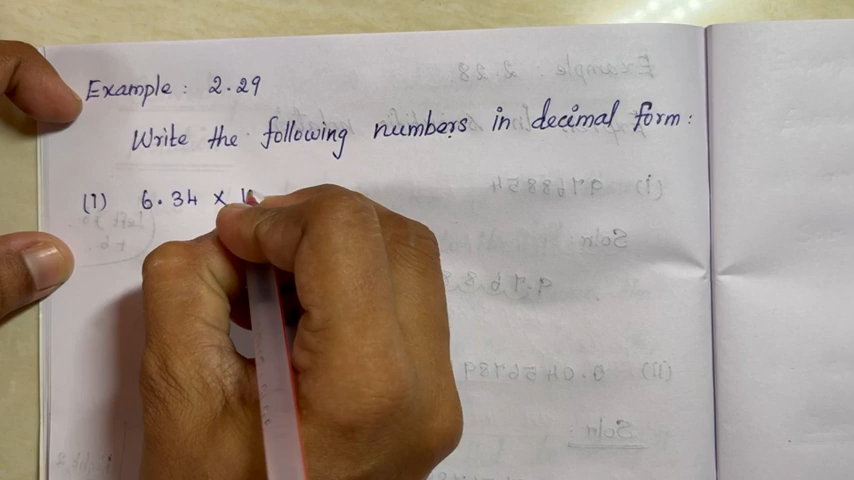 Example : 2.29
Write the following numbers in decimal form :
(1) 6.34 ×